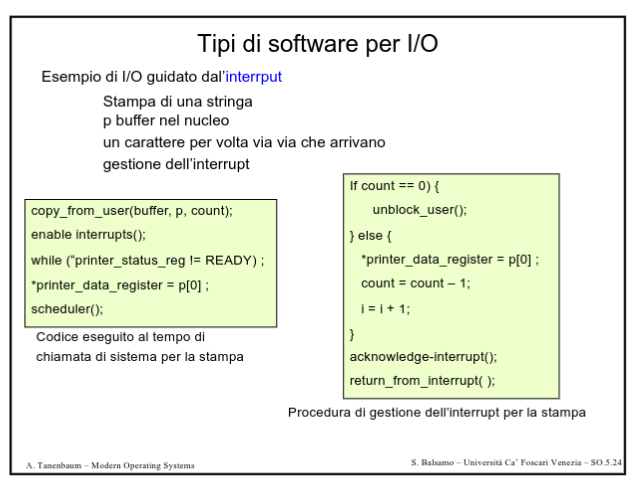 Tipi di software per I/O
Esempio di I/O guidato dal'interrput
Stampa di una stringa
p buffer nel nucleo
un carattere per volta via via che arrivano
gestione dell'interrupt
copy_from_user(buffer, p, count);
enable interrupts();
while (“printer_status_reg != READY) ;
*printer_data_register = p[0] ;
scheduler();
Codice eseguito al tempo di
chiamata di sistema per la stampa
If count == 0) {
unblock_user();
} else {
*printer_data_register = p[0] ;
count = count – 1;
i = i + 1;
}
acknowledge-interrupt();
return_from_interrupt( );
Procedura di gestione dell'interrupt per la stampa
A. Tanenbaum – Modern Operating Systems
S. Balsamo – Università Ca' Foscari Venezia – SO.5.24